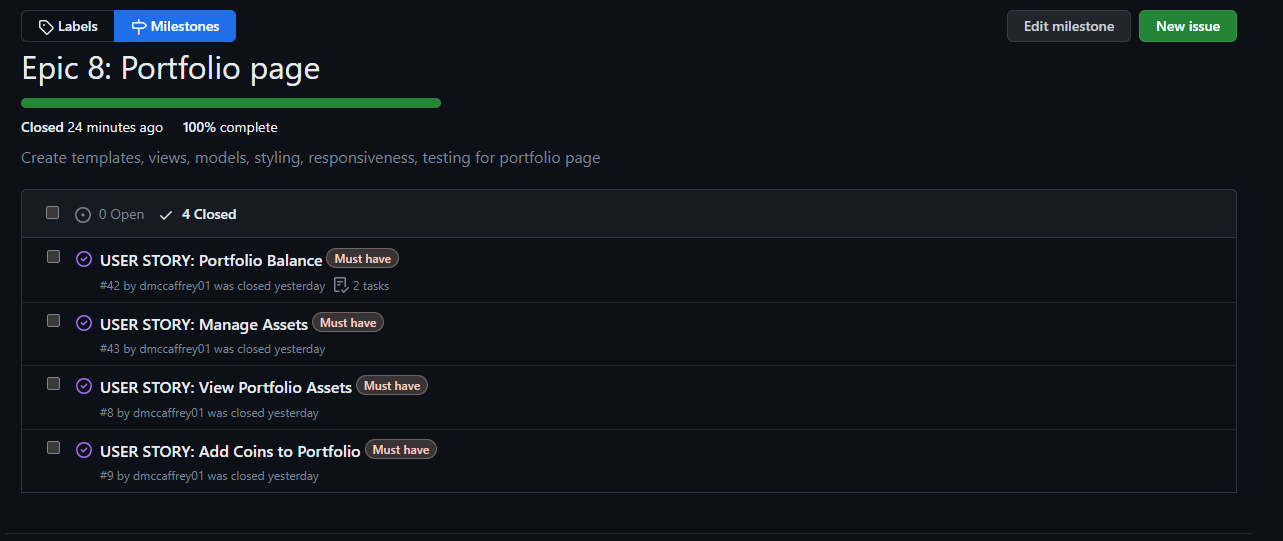 Labels Milestones Edit milestone New issue
Epic 8: Portfolio page
Closed 24 minutes ago 100% complete
Create templates, views, models, styling, responsiveness, testing for portfolio page
0 Open 4 Closed
USER STORY: Portfolio Balance Must have
#42 by dmccaffrey01 was closed yesterday 2 tasks
USER STORY: Manage Assets Must have
#43 by dmccaffrey01 was closed yesterday
USER STORY: View Portfolio Assets Must have
#8 by dmccaffrey01 was closed yesterday
USER STORY: Add Coins to Portfolio Must have
#9 by dmccaffrey01 was closed yesterday